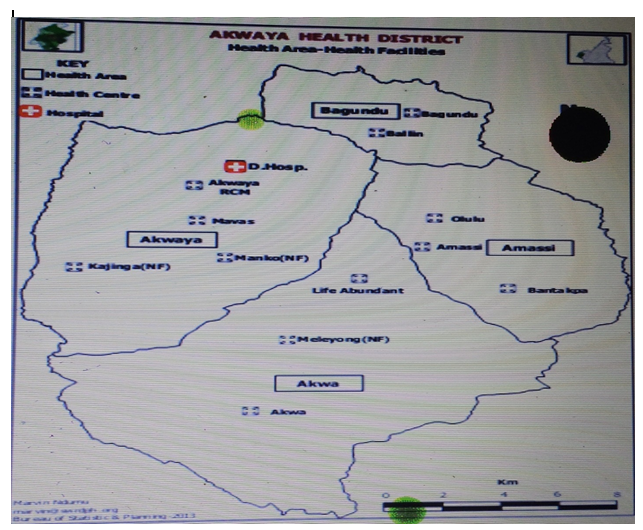 AKWAYA HEALTH DISTRICT
Health Area-Health Facilities
KEY
Health Area
Health Centre
Hospital
Bagundu
Bagundu
Ballin
D.Hosp.
Akwaya
RCM
Mavas
Akwaya
Manko(NF)
Kajinga(NF)
Olulu
Amassi
Amassi
Bantakpa
Life Abundant
Meleyong(NF)
Akwa
Akwa
Km
0 2 4 6 8
Marvin Ndumu
Bureau of Statistic & Planning -2013